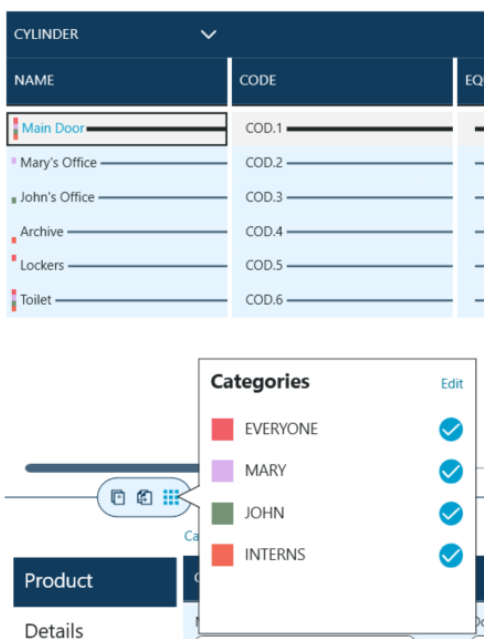 CYLINDER
NAME CODE EQ
Main Door COD.1
Mary's Office COD.2
John's Office COD.3
Archive COD.4
Lockers COD.5
Toilet COD.6
Categories Edit
EVERYONE
MARY
JOHN
Ca
INTERNS
Product
Details